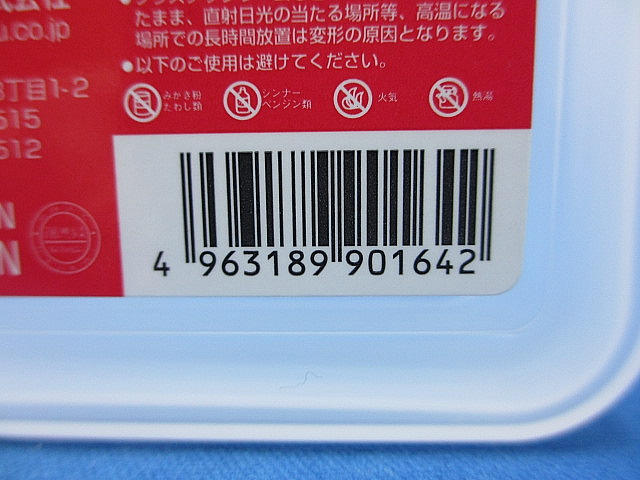 u.co.jp
丁目1-2
515
512
N
N
たまま、直射日光の当たる場所等、高温になる
場所での長時間放置は変形の原因となります。
●以下のご使用は避けてください。
みがき粉
たわし類
シンナー
ベンジン類
火気
熱湯
4 963189 901642